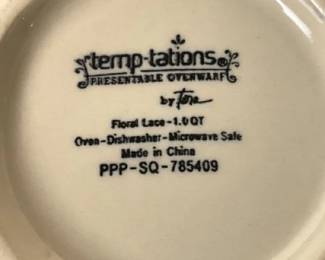 temp-tations®
PRESENTABLE OVENWARE
by Tara
Floral Lace-1.0 QT
Oven-Dishwasher-Microwave Safe
Made in China
PPP-SQ-785409